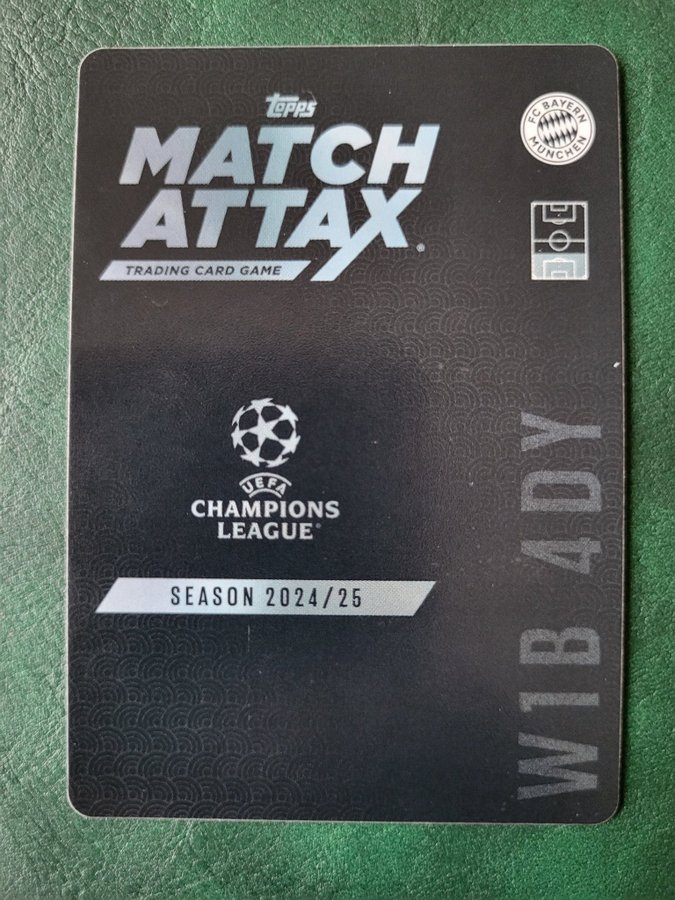 Topps
MATCH
ATTAX®
TRADING CARD GAME
FC BAYERN
MÜNCHEN
UEFA
CHAMPIONS
LEAGUE®
SEASON 2024/25
W1B 4DY